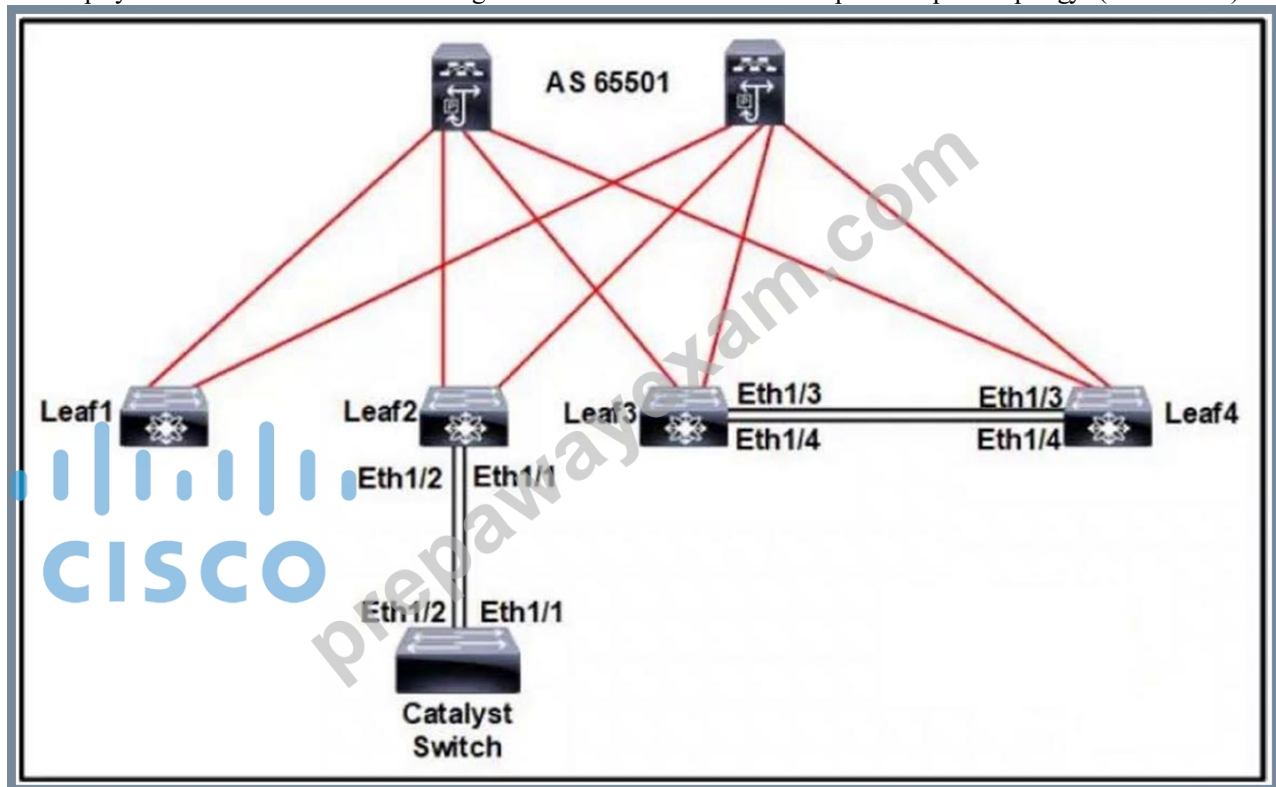 AS 65501
Leaf1
Leaf2
Leaf3
Eth1/3
Eth1/3
Leaf4
Eth1/4
Eth1/4
Eth1/2
Eth1/1
CISCO
Eth1/2
Eth1/1
Catalyst
Switch
prepawayexam.com